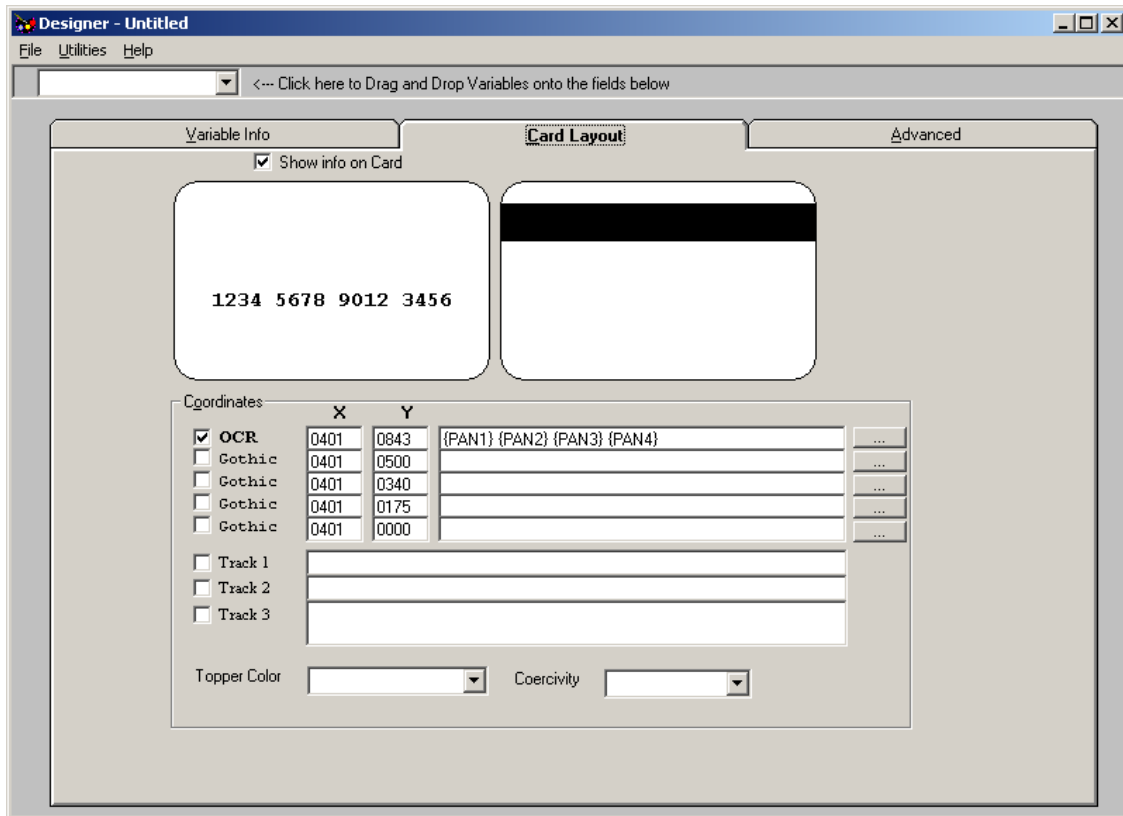 Designer - Untitled
File Utilities Help
<--- Click here to Drag and Drop Variables onto the fields below
Variable Info Card Layout Advanced
Show info on Card
1234 5678 9012 3456
Coordinates
X Y
OCR 0401 0843 {PAN1} {PAN2} {PAN3} {PAN4} ...
Gothic 0401 0500 ...
Gothic 0401 0340 ...
Gothic 0401 0175 ...
Gothic 0401 0000 ...
Track 1
Track 2
Track 3
Topper Color Coercivity